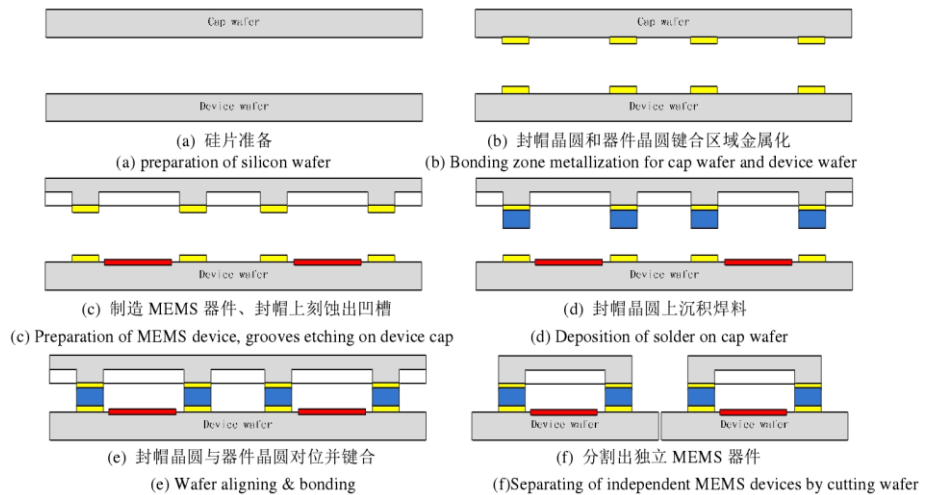 Cap wafer
Cap wafer
Device wafer
Device wafer
(a) 硅片准备
(b) 封帽晶圆和器件晶圆键合区域金属化
(a) preparation of silicon wafer
(b) Bonding zone metallization for cap wafer and device wafer
Device wafer
Device wafer
(c) 制造 MEMS 器件、封帽上刻蚀出凹槽
(d) 封帽晶圆上沉积焊料
(c) Preparation of MEMS device, grooves etching on device cap
(d) Deposition of solder on cap wafer
Device wafer
Device wafer
Device wafer
(e) 封帽晶圆与器件晶圆对位并键合
(f) 分割出独立 MEMS 器件
(e) Wafer aligning & bonding
(f)Separating of independent MEMS devices by cutting wafer